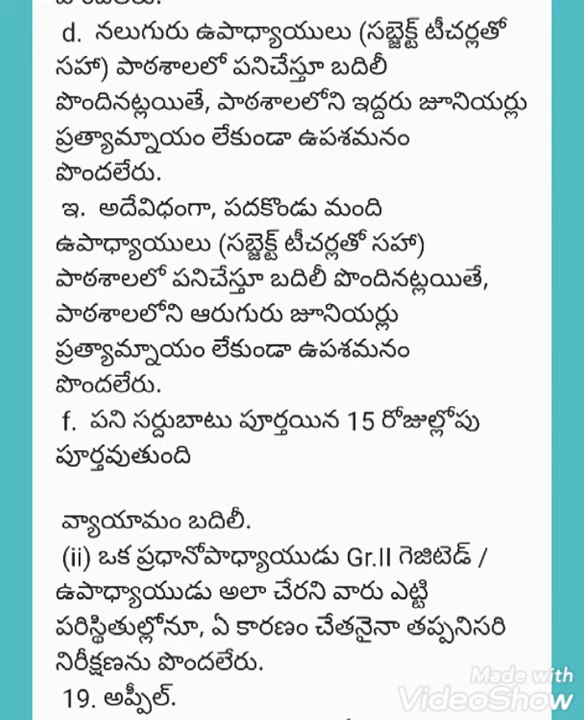 d. నలుగురు ఉపాధ్యాయులు (సబ్జెక్ట్ టీచర్లతో
సహా) పాఠశాలలో పనిచేస్తూ బదిలీ
పొందినట్లయితే, పాఠశాలలోని ఇద్దరు జూనియర్లు
ప్రత్యామ్నాయం లేకుండా ఉపశమనం
పొందలేరు.
ఇ. అదేవిధంగా, పదకొండు మంది
ఉపాధ్యాయులు (సబ్జెక్ట్ టీచర్లతో సహా)
పాఠశాలలో పనిచేస్తూ బదిలీ పొందినట్లయితే,
పాఠశాలలోని ఆరుగురు జూనియర్లు
ప్రత్యామ్నాయం లేకుండా ఉపశమనం
పొందలేరు.
f. పని సర్దుబాటు పూర్తయిన 15 రోజుల్లోపు
పూర్తవుతుంది
వ్యాయామం బదిలీ.
(ii) ఒక ప్రధానోపాధ్యాయుడు Gr.II గెజిటెడ్ /
ఉపాధ్యాయుడు అలా చేరని వారు ఎట్టి
పరిస్థితుల్లోనూ, ఏ కారణం చేతనైనా తప్పనిసరి
నిరీక్షణను పొందలేరు.
19. అప్పీల్.
Made with
VideoShow